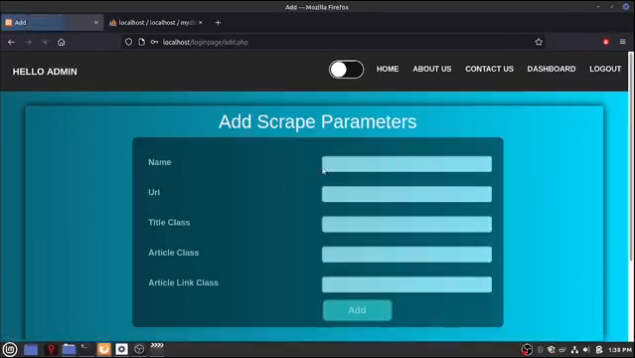 Add — Mozilla Firefox
Add
localhost / localhost / myd
localhost/loginpage/add.php
HELLO ADMIN
HOME
ABOUT US
CONTACT US
DASHBOARD
LOGOUT
Add Scrape Parameters
Name
Url
Title Class
Article Class
Article Link Class
Add
1:38 PM